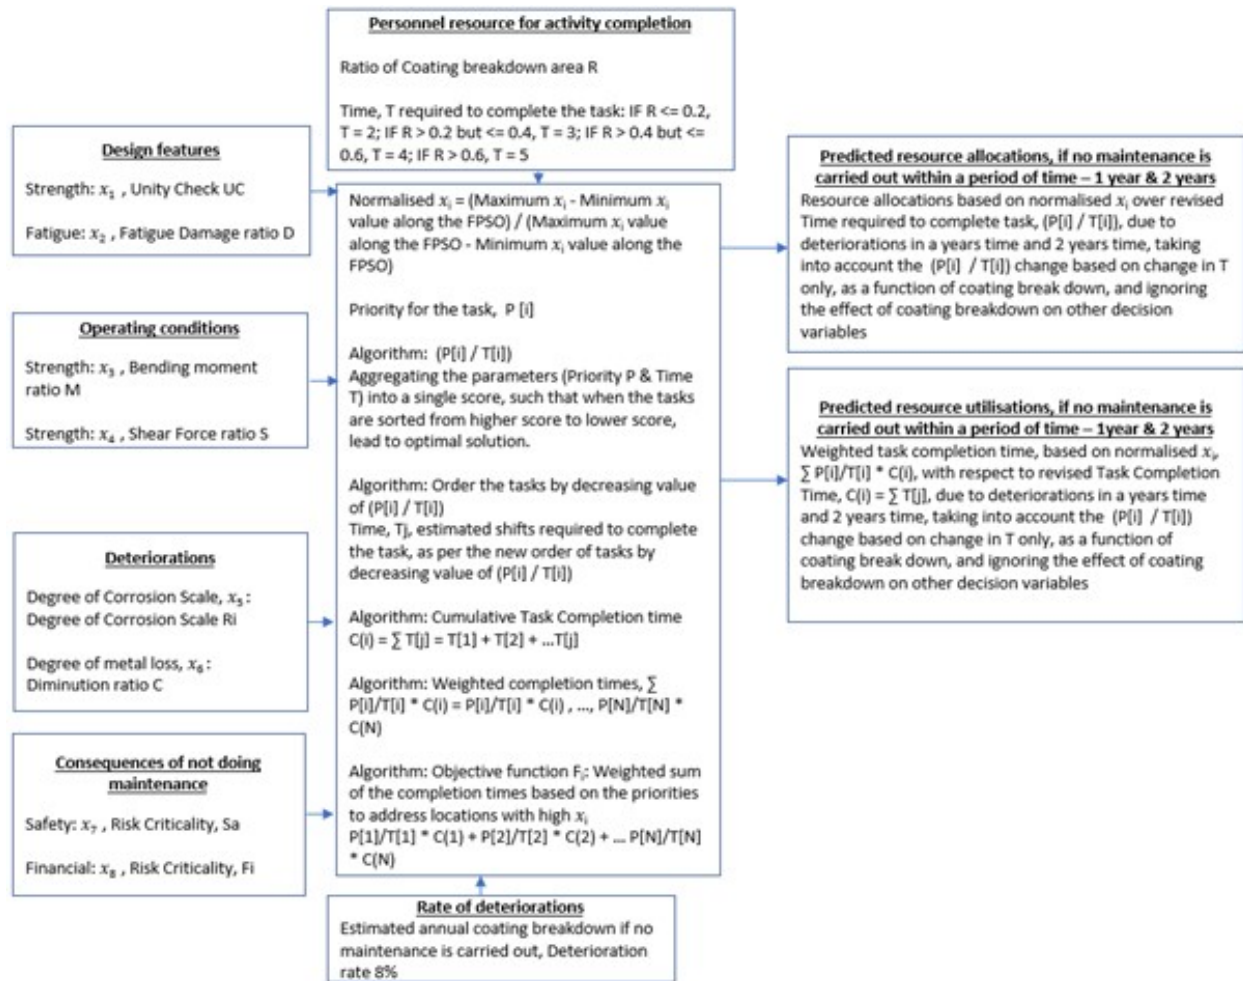 Personnel resource for activity completion
Ratio of Coating breakdown area R
Time, T required to complete the task: IF R <= 0.2,
T = 2; IF R > 0.2 but <= 0.4, T = 3; IF R > 0.4 but <=
0.6, T = 4; IF R > 0.6, T = 5
Design features
Strength: x₁ , Unity Check UC
Fatigue: x₂ , Fatigue Damage ratio D
Operating conditions
Strength: x₃ , Bending moment
ratio M
Strength: x₄ , Shear Force ratio S
Deteriorations
Degree of Corrosion Scale, x₅ :
Degree of Corrosion Scale Ri
Degree of metal loss, x₆ :
Diminution ratio C
Consequences of not doing
maintenance
Safety: x₇ , Risk Criticality, Sa
Financial: x₈ , Risk Criticality, Fi
Normalised xᵢ = (Maximum xᵢ - Minimum xᵢ
value along the FPSO) / (Maximum xᵢ value
along the FPSO - Minimum xᵢ value along the
FPSO)
Priority for the task, P [i]
Algorithm: (P[i] / T[i])
Aggregating the parameters (Priority P & Time
T) into a single score, such that when the tasks
are sorted from higher score to lower score,
lead to optimal solution.
Algorithm: Order the tasks by decreasing value
of (P[i] / T[i])
Time, Tj, estimated shifts required to complete
the task, as per the new order of tasks by
decreasing value of (P[i] / T[i])
Algorithm: Cumulative Task Completion time
C(i) = ∑ T[j] = T[1] + T[2] + ...T[j]
Algorithm: Weighted completion times, ∑
P[i]/T[i] * C(i) = P[i]/T[i] * C(i) , ..., P[N]/T[N] *
C(N)
Algorithm: Objective function Fᵢ: Weighted sum
of the completion times based on the priorities
to address locations with high xᵢ
P[1]/T[1] * C(1) + P[2]/T[2] * C(2) + ... P[N]/T[N]
* C(N)
Rate of deteriorations
Estimated annual coating breakdown if no
maintenance is carried out, Deterioration
rate 8%
Predicted resource allocations, if no maintenance is
carried out within a period of time – 1 year & 2 years
Resource allocations based on normalised xᵢ over revised
Time required to complete task, (P[i] / T[i]), due to
deteriorations in a years time and 2 years time, taking
into account the (P[i] / T[i]) change based on change in T
only, as a function of coating break down, and ignoring
the effect of coating breakdown on other decision
variables
Predicted resource utilisations, if no maintenance is
carried out within a period of time – 1year & 2 years
Weighted task completion time, based on normalised xᵢ,
∑ P[i]/T[i] * C(i), with respect to revised Task Completion
Time, C(i) = ∑ T[j], due to deteriorations in a years time
and 2 years time, taking into account the (P[i] / T[i])
change based on change in T only, as a function of
coating break down, and ignoring the effect of coating
breakdown on other decision variables